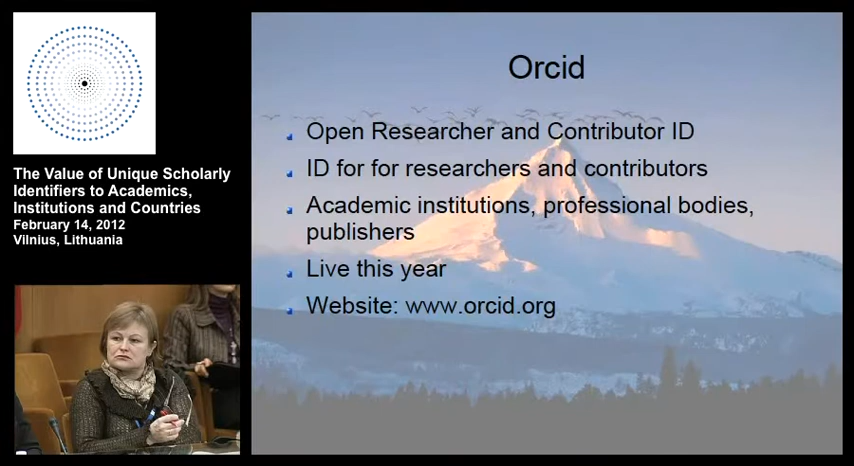 The Value of Unique Scholarly
Identifiers to Academics,
Institutions and Countries
February 14, 2012
Vilnius, Lithuania
Orcid
Open Researcher and Contributor ID
ID for for researchers and contributors
Academic institutions, professional bodies,
publishers
Live this year
Website: www.orcid.org